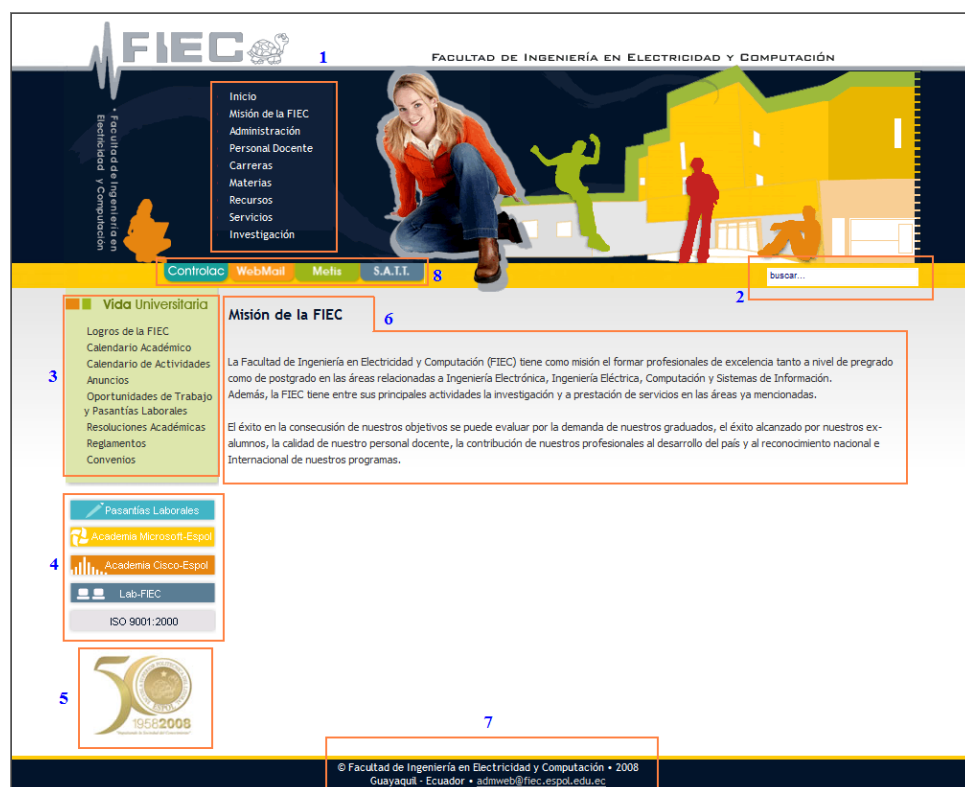 FIEC
1
FACULTAD DE INGENIERÍA EN ELECTRICIDAD Y COMPUTACIÓN
• Facultad de Ingeniería en
Electricidad y Computación
Inicio
Misión de la FIEC
Administración
Personal Docente
Carreras
Materias
Recursos
Servicios
Investigación
Controlac WebMail Metis S.A.T.T.
8
buscar...
2
Vida Universitaria
Logros de la FIEC
Calendario Académico
Calendario de Actividades
Anuncios
Oportunidades de Trabajo
y Pasantías Laborales
Resoluciones Académicas
Reglamentos
Convenios
3
Misión de la FIEC
6
La Facultad de Ingeniería en Electricidad y Computación (FIEC) tiene como misión el formar profesionales de excelencia tanto a nivel de pregrado
como de postgrado en las áreas relacionadas a Ingeniería Electrónica, Ingeniería Eléctrica, Computación y Sistemas de Información.
Además, la FIEC tiene entre sus principales actividades la investigación y a prestación de servicios en las áreas ya mencionadas.
El éxito en la consecusión de nuestros objetivos se puede evaluar por la demanda de nuestros graduados, el éxito alcanzado por nuestros ex-
alumnos, la calidad de nuestro personal docente, la contribución de nuestros profesionales al desarrollo del país y al reconocimiento nacional e
Internacional de nuestros programas.
Pasantías Laborales
Academia Microsoft-Espol
4
Academia Cisco-Espol
Lab-FIEC
ISO 9001:2000
5
50
ESPOL
1958 2008
7
© Facultad de Ingeniería en Electricidad y Computación • 2008
Guayaquil - Ecuador • admweb@fiec.espol.edu.ec